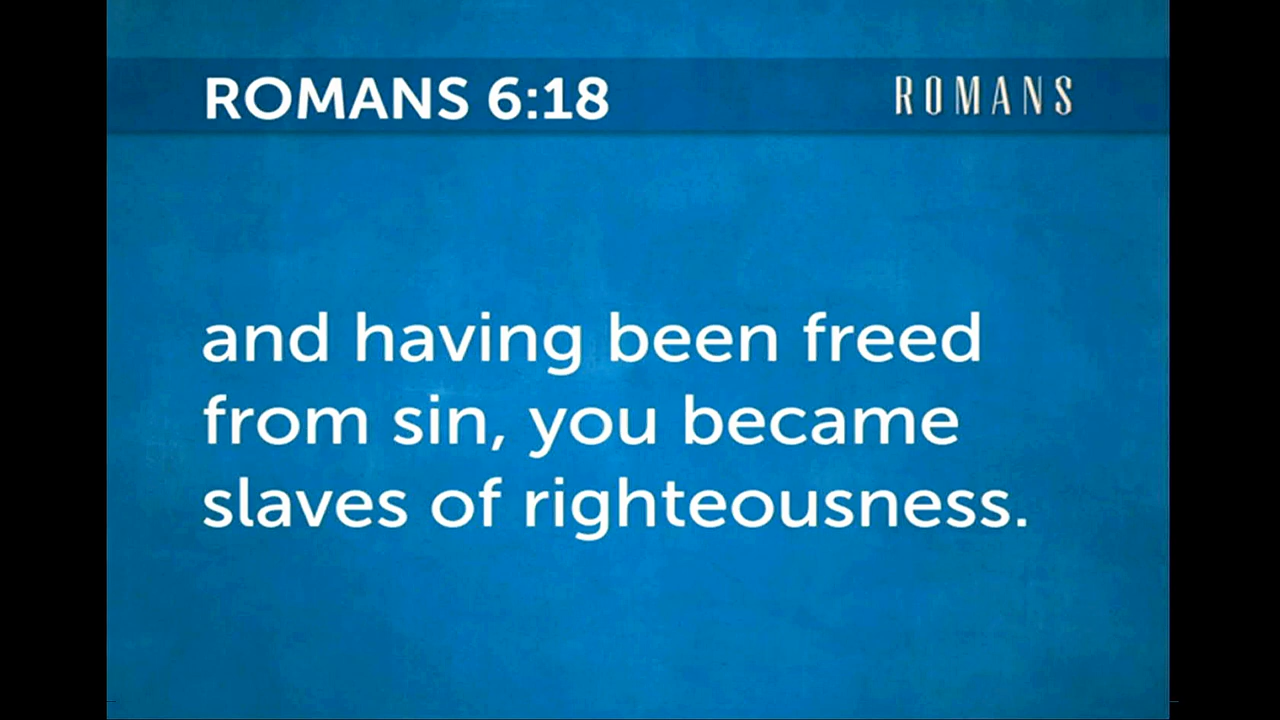 ROMANS 6:18
ROMANS
and having been freed
from sin, you became
slaves of righteousness.